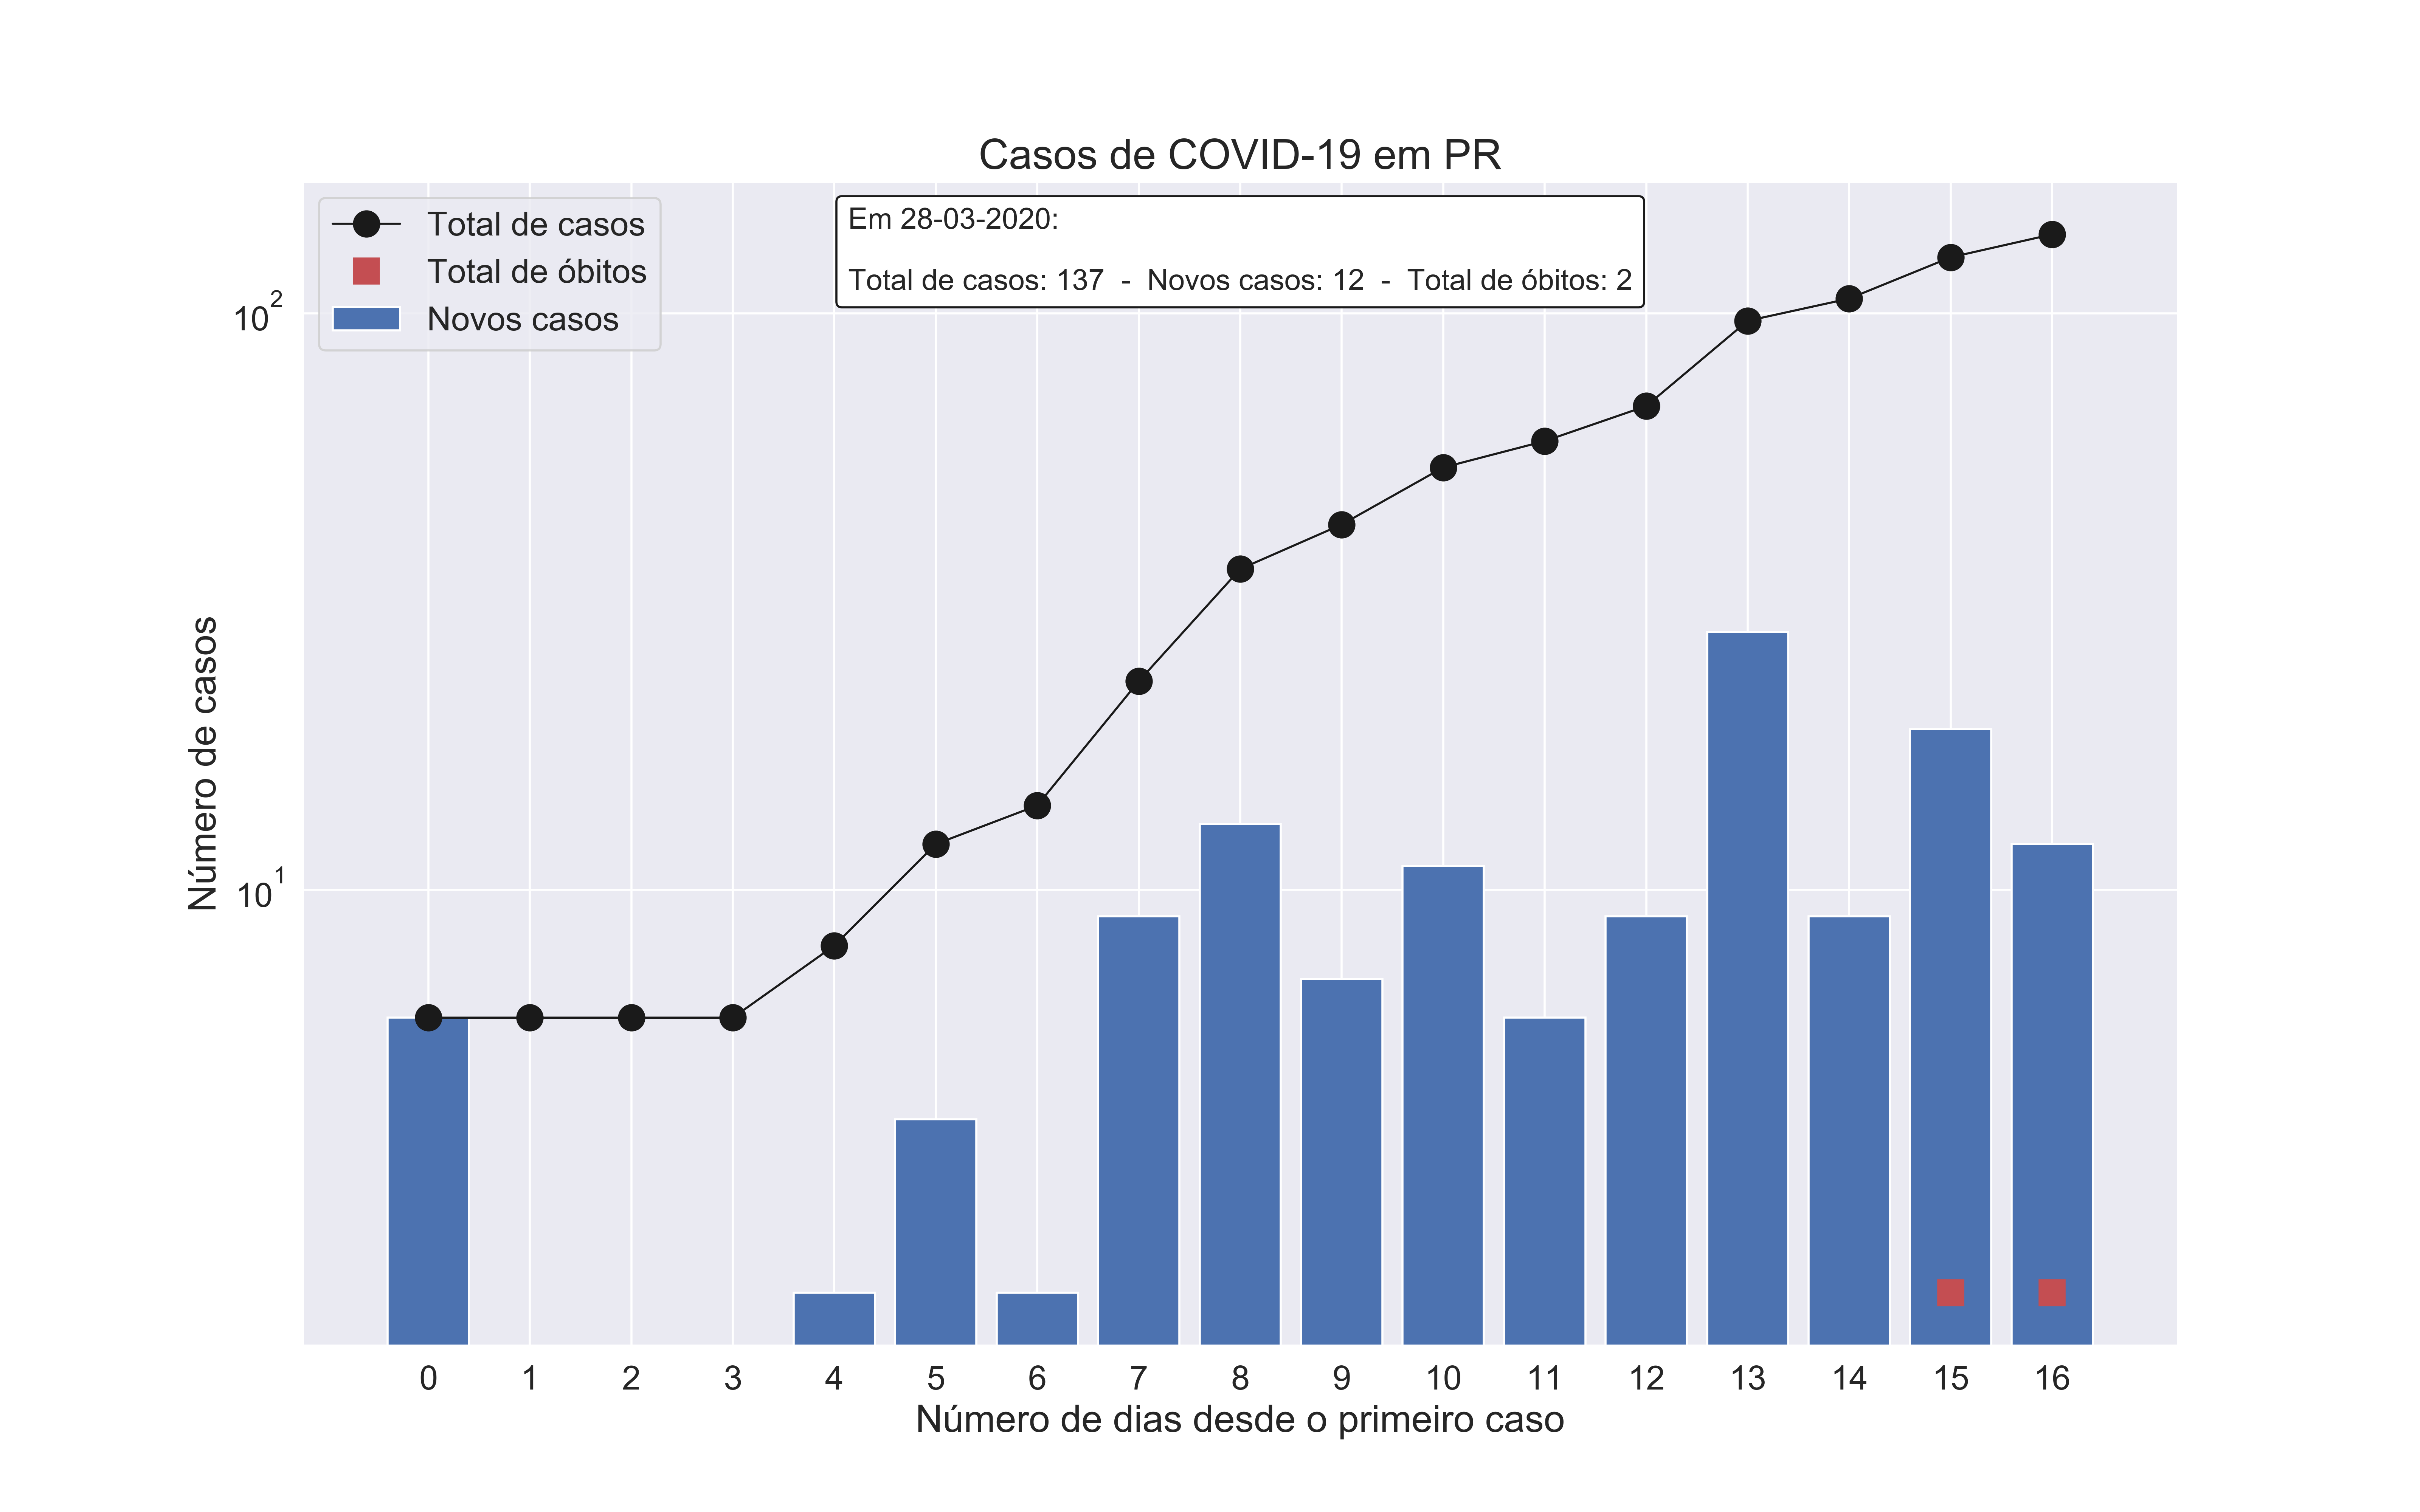 Casos de COVID-19 em PR
Total de casos
Total de óbitos
Novos casos
Em 28-03-2020:
Total de casos: 137 - Novos casos: 12 - Total de óbitos: 2
Número de casos
10²
10¹
0 1 2 3 4 5 6 7 8 9 10 11 12 13 14 15 16
Número de dias desde o primeiro caso